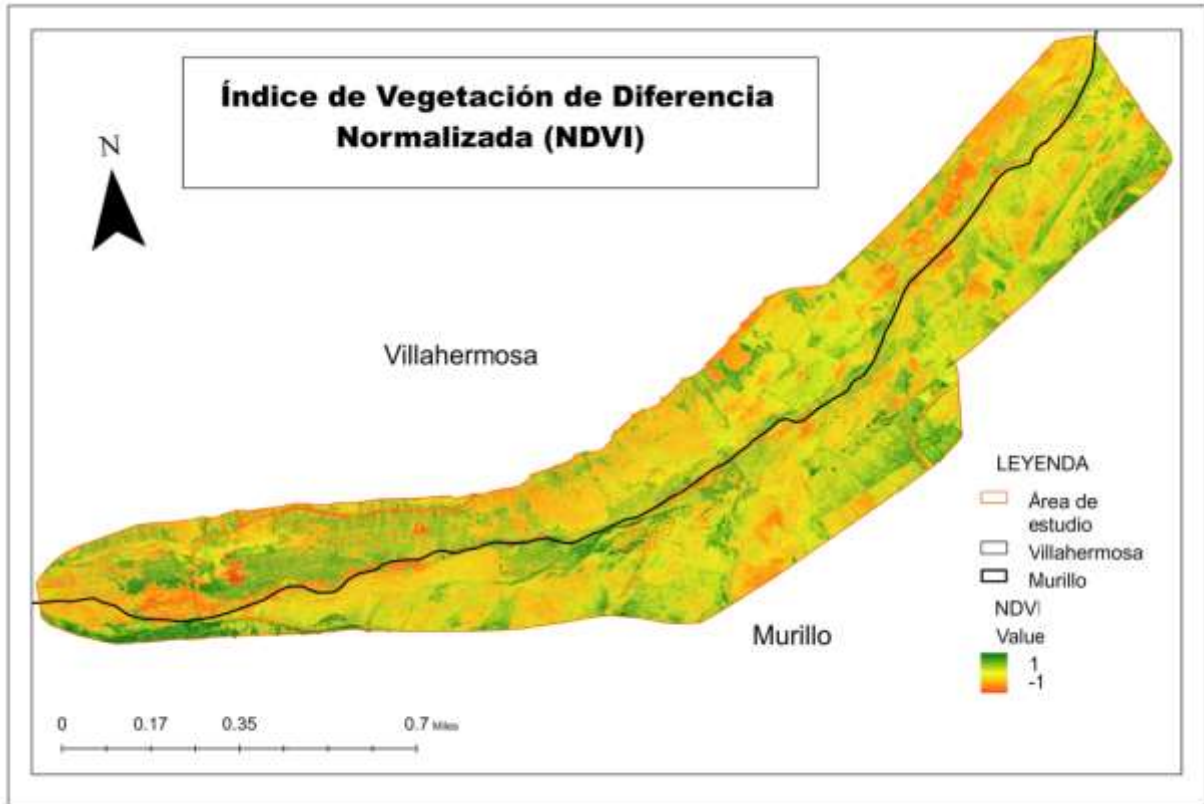 Índice de Vegetación de Diferencia
Normalizada (NDVI)
N
Villahermosa
Murillo
LEYENDA
Área de
estudio
Villahermosa
Murillo
NDVI
Value
1
-1
0 0.17 0.35 0.7 Miles